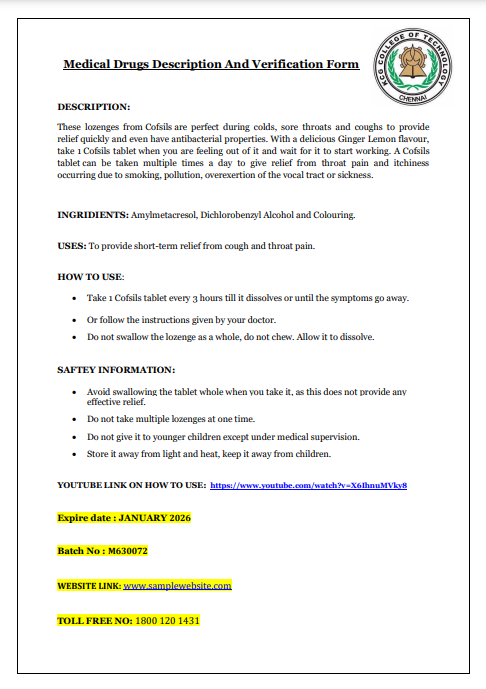 KCG COLLEGE OF TECHNOLOGY
CHENNAI
Medical Drugs Description And Verification Form
DESCRIPTION:
These lozenges from Cofsils are perfect during colds, sore throats and coughs to provide
relief quickly and even have antibacterial properties. With a delicious Ginger Lemon flavour,
take 1 Cofsils tablet when you are feeling out of it and wait for it to start working. A Cofsils
tablet can be taken multiple times a day to give relief from throat pain and itchiness
occurring due to smoking, pollution, overexertion of the vocal tract or sickness.
INGRIDIENTS: Amylmetacresol, Dichlorobenzyl Alcohol and Colouring.
USES: To provide short-term relief from cough and throat pain.
HOW TO USE:
• Take 1 Cofsils tablet every 3 hours till it dissolves or until the symptoms go away.
• Or follow the instructions given by your doctor.
• Do not swallow the lozenge as a whole, do not chew. Allow it to dissolve.
SAFTEY INFORMATION:
• Avoid swallowing the tablet whole when you take it, as this does not provide any
effective relief.
• Do not take multiple lozenges at one time.
• Do not give it to younger children except under medical supervision.
• Store it away from light and heat, keep it away from children.
YOUTUBE LINK ON HOW TO USE: https://www.youtube.com/watch?v=X6IhnuMVky8
Expire date : JANUARY 2026
Batch No : M630072
WEBSITE LINK: www.samplewebsite.com
TOLL FREE NO: 1800 120 1431